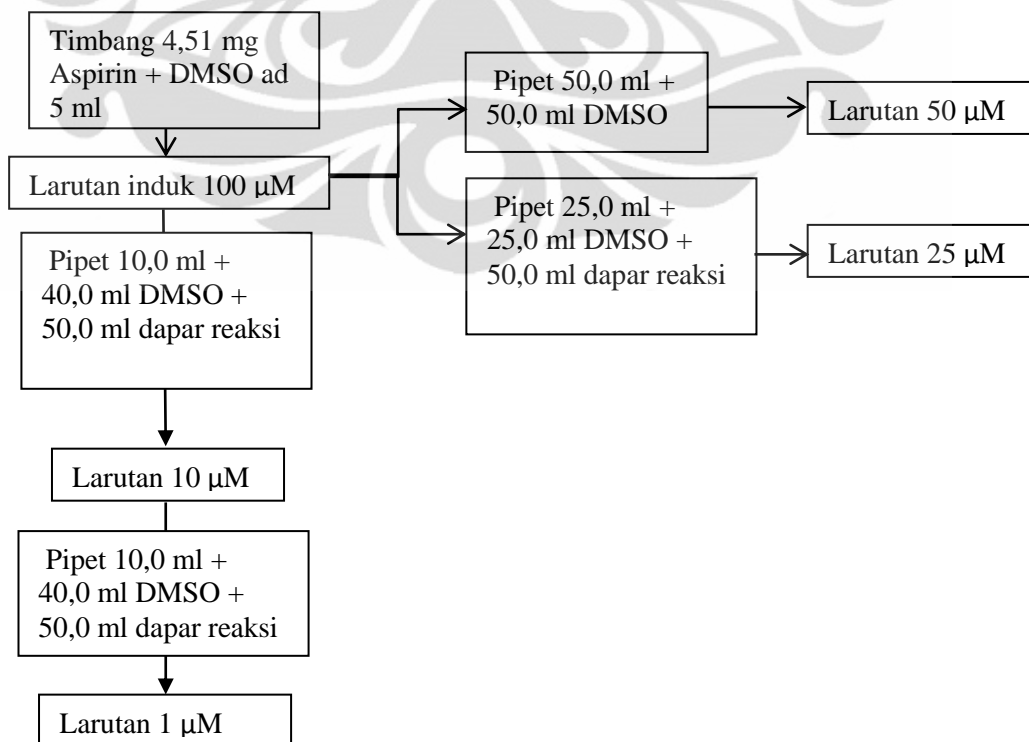 Timbang 4,51 mg
Aspirin + DMSO ad
5 ml
Larutan induk 100 µM
Pipet 50,0 ml +
50,0 ml DMSO
Larutan 50 µM
Pipet 25,0 ml +
25,0 ml DMSO +
50,0 ml dapar reaksi
Larutan 25 µM
Pipet 10,0 ml +
40,0 ml DMSO +
50,0 ml dapar reaksi
Larutan 10 µM
Pipet 10,0 ml +
40,0 ml DMSO +
50,0 ml dapar reaksi
Larutan 1 µM